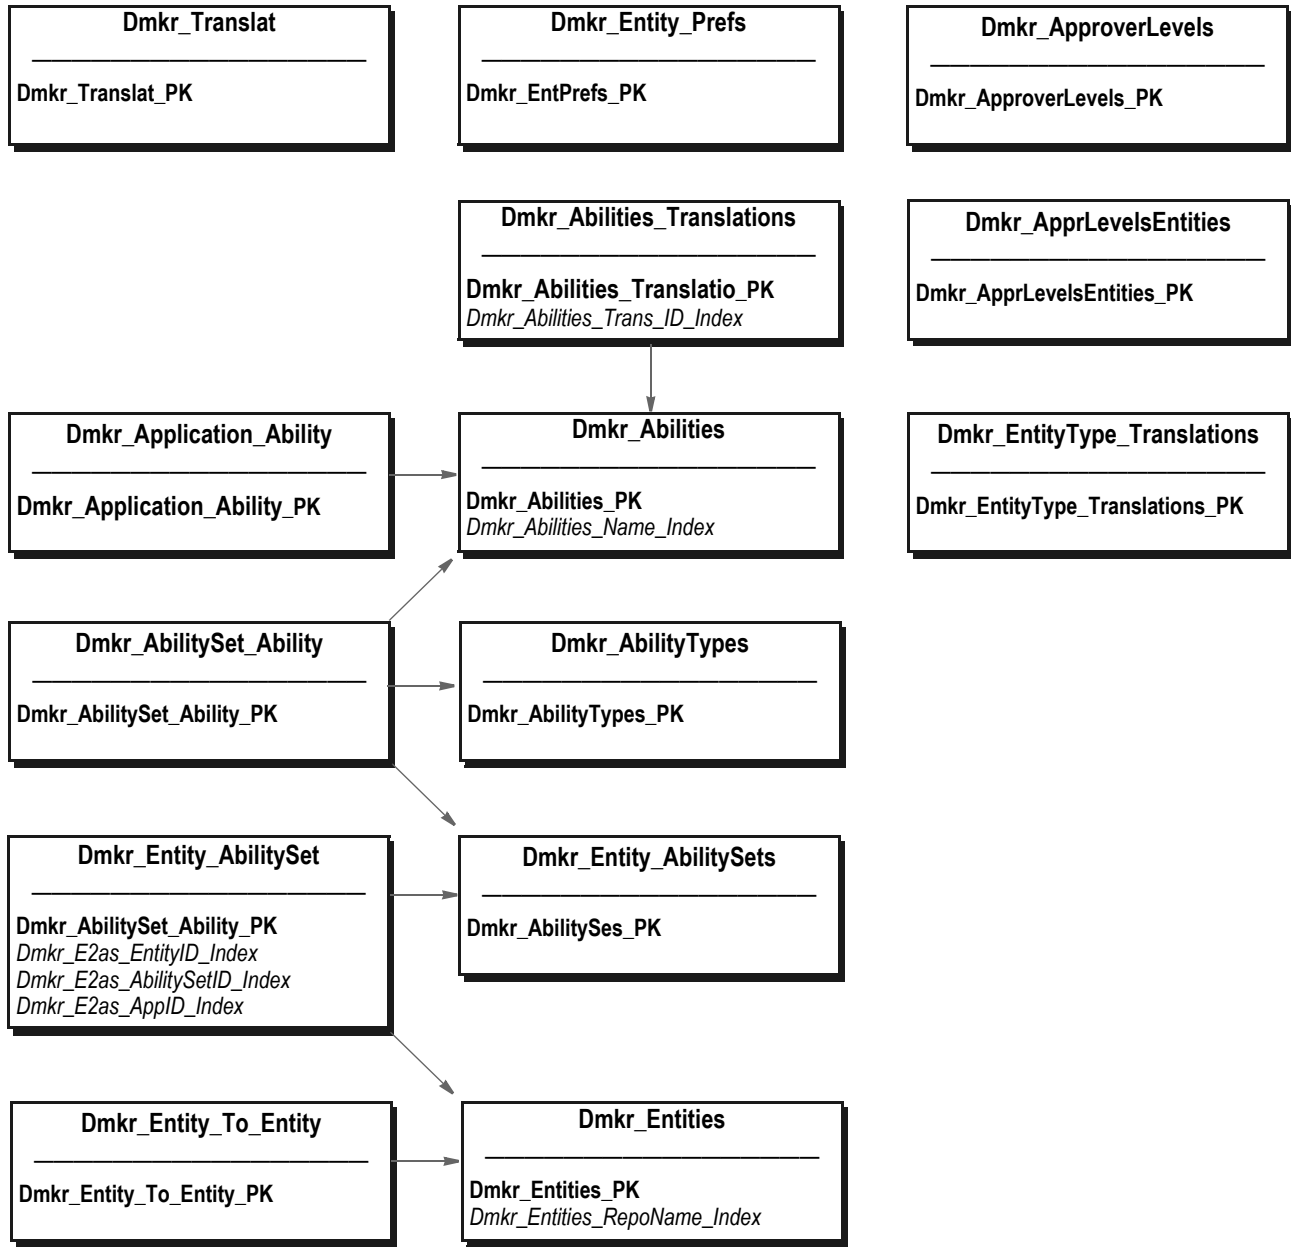 Dmkr_Translat
Dmkr_Translat_PK
Dmkr_Entity_Prefs
Dmkr_EntPrefs_PK
Dmkr_ApproverLevels
Dmkr_ApproverLevels_PK
Dmkr_Abilities_Translations
Dmkr_Abilities_Translatio_PK
Dmkr_Abilities_Trans_ID_Index
Dmkr_ApprLevelsEntities
Dmkr_ApprLevelsEntities_PK
Dmkr_Application_Ability
Dmkr_Application_Ability_PK
Dmkr_Abilities
Dmkr_Abilities_PK
Dmkr_Abilities_Name_Index
Dmkr_EntityType_Translations
Dmkr_EntityType_Translations_PK
Dmkr_AbilitySet_Ability
Dmkr_AbilitySet_Ability_PK
Dmkr_AbilityTypes
Dmkr_AbilityTypes_PK
Dmkr_Entity_AbilitySet
Dmkr_AbilitySet_Ability_PK
Dmkr_E2as_EntityID_Index
Dmkr_E2as_AbilitySetID_Index
Dmkr_E2as_AppID_Index
Dmkr_Entity_AbilitySets
Dmkr_AbilitySes_PK
Dmkr_Entity_To_Entity
Dmkr_Entity_To_Entity_PK
Dmkr_Entities
Dmkr_Entities_PK
Dmkr_Entities_RepoName_Index